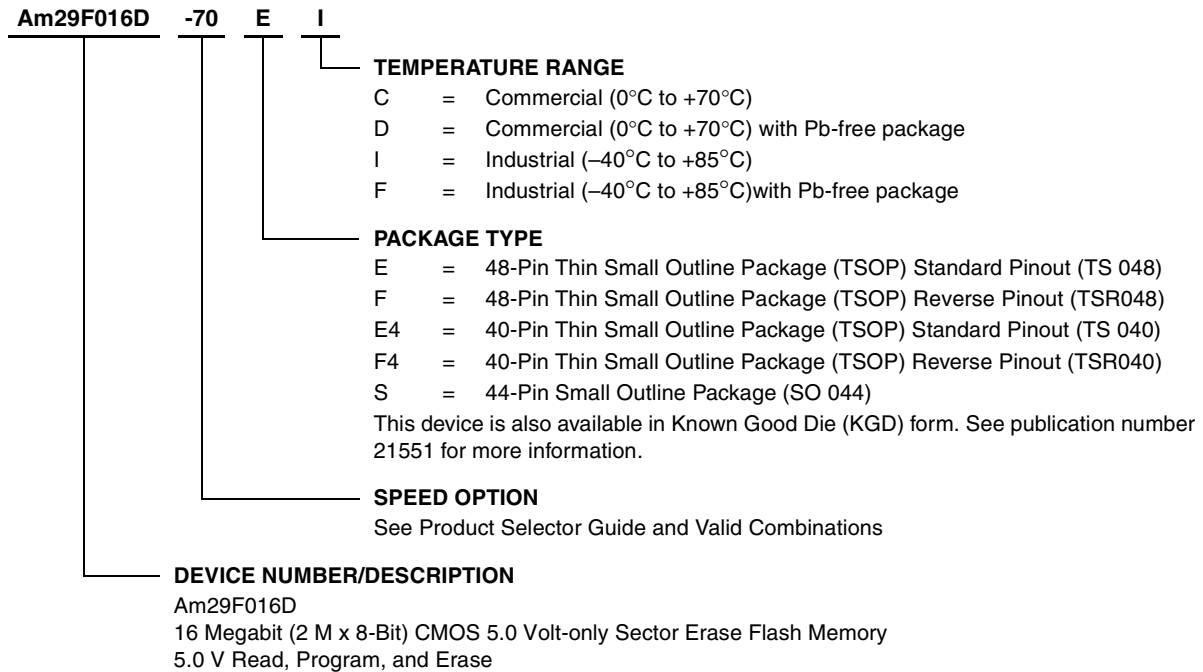 Am29F016D -70 E I
TEMPERATURE RANGE
C = Commercial (0°C to +70°C)
D = Commercial (0°C to +70°C) with Pb-free package
I = Industrial (–40°C to +85°C)
F = Industrial (–40°C to +85°C)with Pb-free package
PACKAGE TYPE
E = 48-Pin Thin Small Outline Package (TSOP) Standard Pinout (TS 048)
F = 48-Pin Thin Small Outline Package (TSOP) Reverse Pinout (TSR048)
E4 = 40-Pin Thin Small Outline Package (TSOP) Standard Pinout (TS 040)
F4 = 40-Pin Thin Small Outline Package (TSOP) Reverse Pinout (TSR040)
S = 44-Pin Small Outline Package (SO 044)
This device is also available in Known Good Die (KGD) form. See publication number
21551 for more information.
SPEED OPTION
See Product Selector Guide and Valid Combinations
DEVICE NUMBER/DESCRIPTION
Am29F016D
16 Megabit (2 M x 8-Bit) CMOS 5.0 Volt-only Sector Erase Flash Memory
5.0 V Read, Program, and Erase